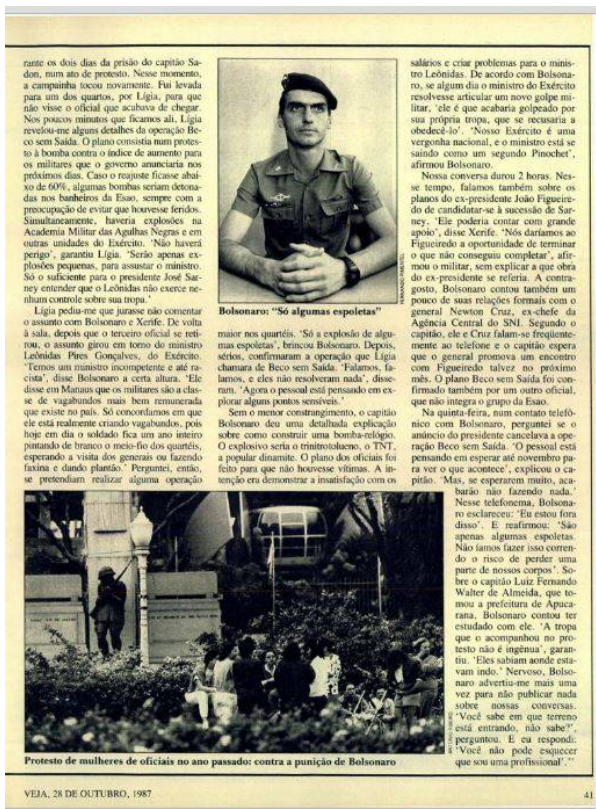 rante os dois dias da prisão do capitão Sa-
don, num ato de protesto. Nesse momento,
a campainha tocou novamente. Fui levada
para um dos quartos, por Lígia, para que
não visse o oficial que acabava de chegar.
Nos poucos minutos que ficamos ali, Lígia
revelou-me alguns detalhes da operação Be-
co sem Saída. O plano consistia num protes-
to à bomba contra o índice de aumento para
os militares que o governo anunciaria nos
próximos dias. Caso o reajuste ficasse abai-
xo de 60%, algumas bombas seriam detona-
das nos banheiros da Esao, sempre com a
preocupação de evitar que houvesse feridos.
Simultaneamente, haveria explosões na
Academia Militar das Agulhas Negras e em
outras unidades do Exército. 'Não haverá
perigo', garantiu Lígia. 'Serão apenas ex-
plosões pequenas, para assustar o ministro.
Só o suficiente para o presidente José Sar-
ney entender que o Leônidas não exerce ne-
nhum controle sobre sua tropa.'
Lígia pediu-me que jurasse não comentar
o assunto com Bolsonaro e Xerife. De volta
à sala, depois que o terceiro oficial se reti-
rou, o assunto girou em torno do ministro
Leônidas Pires Gonçalves, do Exército.
'Temos um ministro incompetente e até ra-
cista', disse Bolsonaro a certa altura. 'Ele
disse em Manaus que os militares são a clas-
se de vagabundos mais bem remunerada
que existe no país. Só concordamos em que
ele está realmente criando vagabundos, pois
hoje em dia o soldado fica um ano inteiro
pintando de branco o meio-fio dos quartéis,
esperando a visita dos generais ou fazendo
faxina e dando plantão.' Perguntei, então,
se pretendiam realizar alguma operação
FERNANDO PIMENTEL
Bolsonaro: "Só algumas espoletas"
maior nos quartéis. 'Só a explosão de algu-
mas espoletas', brincou Bolsonaro. Depois,
sérios, confirmaram a operação que Lígia
chamara de Beco sem Saída. 'Falamos, fa-
lamos, e eles não resolveram nada', disse-
ram. 'Agora o pessoal está pensando em ex-
plorar alguns pontos sensíveis.'
Sem o menor constrangimento, o capitão
Bolsonaro deu uma detalhada explicação
sobre como construir uma bomba-relógio.
O explosivo seria o trinitrotolueno, o TNT,
a popular dinamite. O plano dos oficiais foi
feito para que não houvesse vítimas. A in-
tenção era demonstrar a insatisfação com os
salários e criar problemas para o minis-
tro Leônidas. De acordo com Bolsona-
ro, se algum dia o ministro do Exército
resolvesse articular um novo golpe mi-
litar, 'ele é que acabaria golpeado por
sua própria tropa, que se recusaria a
obedecê-lo'. 'Nosso Exército é uma
vergonha nacional, e o ministro está se
saindo como um segundo Pinochet',
afirmou Bolsonaro.
Nossa conversa durou 2 horas. Nes-
se tempo, falamos também sobre os
planos do ex-presidente João Figueire-
do de candidatar-se à sucessão de Sar-
ney. 'Ele poderia contar com grande
apoio', disse Xerife. 'Nós daríamos ao
Figueiredo a oportunidade de terminar
o que não conseguiu completar', afir-
mou o militar, sem explicar a que obra
do ex-presidente se referia. A contra-
gosto, Bolsonaro contou também um
pouco de suas relações formais com o
general Newton Cruz, ex-chefe da
Agência Central do SNI. Segundo o
capitão, ele e Cruz falam-se freqüente-
mente ao telefone e o capitão espera
que o general promova um encontro
com Figueiredo talvez no próximo
mês. O plano Beco sem Saída foi con-
firmado também por um outro oficial,
que não integra o grupo da Esao.
Na quinta-feira, num contato telefô-
nico com Bolsonaro, perguntei se o
anúncio do presidente cancelava a ope-
ração Beco sem Saída. 'O pessoal está
pensando em esperar até novembro pa-
ra ver o que acontece', explicou o ca-
pitão. 'Mas, se esperarem muito, aca-
barão não fazendo nada.'
Nesse telefonema, Bolsona-
ro esclareceu: 'Eu estou fora
disso'. E reafirmou: 'São
apenas algumas espoletas.
Não íamos fazer isso corren-
do o risco de perder uma
parte de nossos corpos'. So-
bre o capitão Luiz Fernando
Walter de Almeida, que to-
mou a prefeitura de Apuca-
rana, Bolsonaro contou ter
estudado com ele. 'A tropa
que o acompanhou no pro-
testo não é ingênua', garan-
tiu. 'Eles sabiam aonde esta-
vam indo.' Nervoso, Bolso-
naro advertiu-me mais uma
vez para não publicar nada
sobre nossas conversas.
'Você sabe em que terreno
está entrando, não sabe?',
perguntou. E eu respondi:
'Você não pode esquecer
que sou uma profissional'."
Protesto de mulheres de oficiais no ano passado: contra a punição de Bolsonaro
VEJA, 28 DE OUTUBRO, 1987
41